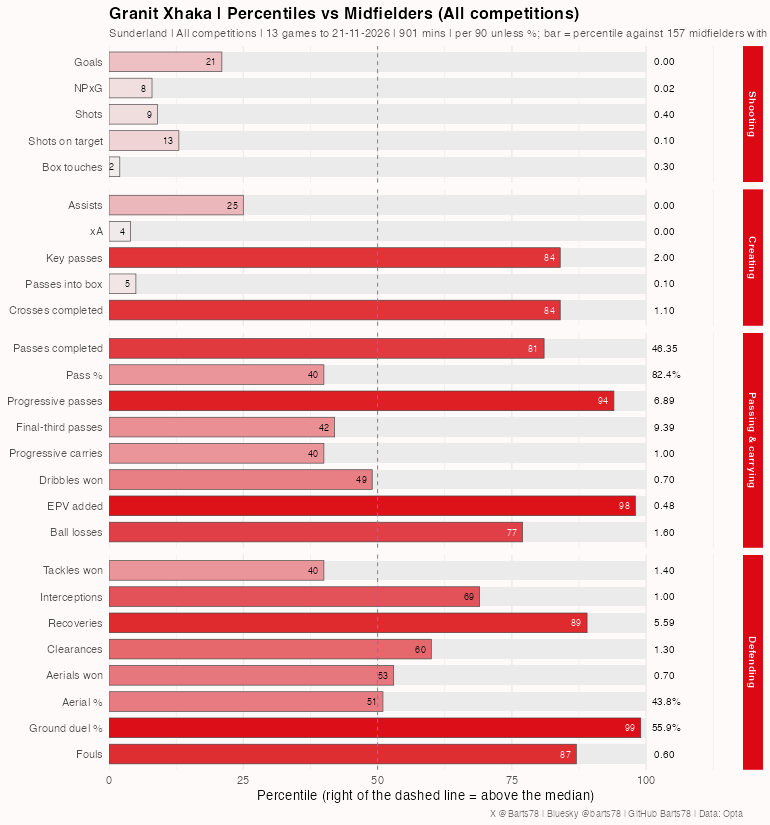 Granit Xhaka | Percentiles vs Midfielders (All competitions)
Sunderland | All competitions | 13 games to 21-11-2026 | 901 mins | per 90 unless %; bar = percentile against 157 midfielders with
Shooting
Goals 21 0.00
NPxG 8 0.02
Shots 9 0.40
Shots on target 13 0.10
Box touches 2 0.30
Creating
Assists 25 0.00
xA 4 0.00
Key passes 84 2.00
Passes into box 5 0.10
Crosses completed 84 1.10
Passing & carrying
Passes completed 81 46.35
Pass % 40 82.4%
Progressive passes 94 6.89
Final-third passes 42 9.39
Progressive carries 40 1.00
Dribbles won 49 0.70
EPV added 98 0.48
Ball losses 77 1.60
Defending
Tackles won 40 1.40
Interceptions 69 1.00
Recoveries 89 5.59
Clearances 60 1.30
Aerials won 53 0.70
Aerial % 51 43.8%
Ground duel % 99 55.9%
Fouls 87 0.60
0 25 50 75 100
Percentile (right of the dashed line = above the median)
X @Barts78 | Bluesky @barts78 | GitHub Barts78 | Data: Opta